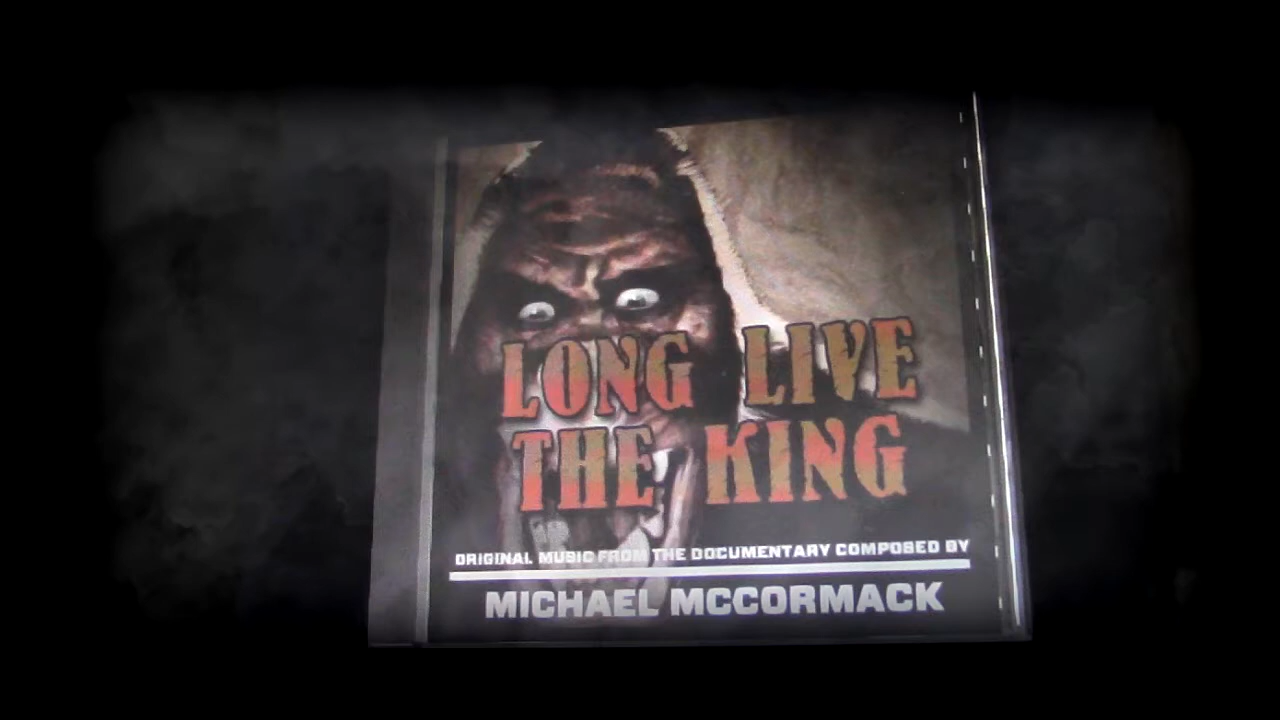 LONG LIVE
THE KING
ORIGINAL MUSIC FROM THE DOCUMENTARY COMPOSED BY
MICHAEL MCCORMACK